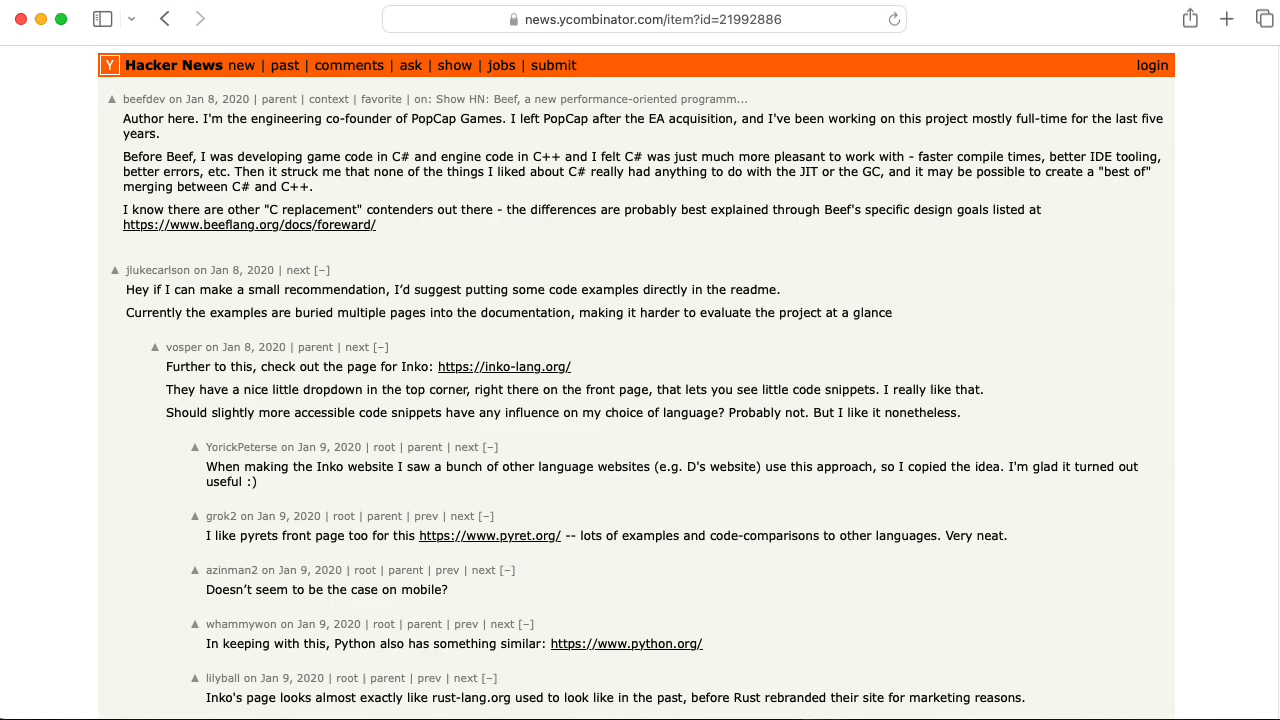 news.ycombinator.com/item?id=21992886
Y Hacker News new | past | comments | ask | show | jobs | submit login
▲ beefdev on Jan 8, 2020 | parent | context | favorite | on: Show HN: Beef, a new performance-oriented programm...
Author here. I'm the engineering co-founder of PopCap Games. I left PopCap after the EA acquisition, and I've been working on this project mostly full-time for the last five
years.
Before Beef, I was developing game code in C# and engine code in C++ and I felt C# was just much more pleasant to work with - faster compile times, better IDE tooling,
better errors, etc. Then it struck me that none of the things I liked about C# really had anything to do with the JIT or the GC, and it may be possible to create a "best of"
merging between C# and C++.
I know there are other "C replacement" contenders out there - the differences are probably best explained through Beef's specific design goals listed at
https://www.beeflang.org/docs/foreward/
▲ jlukecarlson on Jan 8, 2020 | next [–]
Hey if I can make a small recommendation, I’d suggest putting some code examples directly in the readme.
Currently the examples are buried multiple pages into the documentation, making it harder to evaluate the project at a glance
▲ vosper on Jan 8, 2020 | parent | next [–]
Further to this, check out the page for Inko: https://inko-lang.org/
They have a nice little dropdown in the top corner, right there on the front page, that lets you see little code snippets. I really like that.
Should slightly more accessible code snippets have any influence on my choice of language? Probably not. But I like it nonetheless.
▲ YorickPeterse on Jan 9, 2020 | root | parent | next [–]
When making the Inko website I saw a bunch of other language websites (e.g. D's website) use this approach, so I copied the idea. I'm glad it turned out
useful :)
▲ grok2 on Jan 9, 2020 | root | parent | prev | next [–]
I like pyrets front page too for this https://www.pyret.org/ -- lots of examples and code-comparisons to other languages. Very neat.
▲ azinman2 on Jan 9, 2020 | root | parent | prev | next [–]
Doesn’t seem to be the case on mobile?
▲ whammywon on Jan 9, 2020 | root | parent | prev | next [–]
In keeping with this, Python also has something similar: https://www.python.org/
▲ lilyball on Jan 9, 2020 | root | parent | prev | next [–]
Inko's page looks almost exactly like rust-lang.org used to look like in the past, before Rust rebranded their site for marketing reasons.